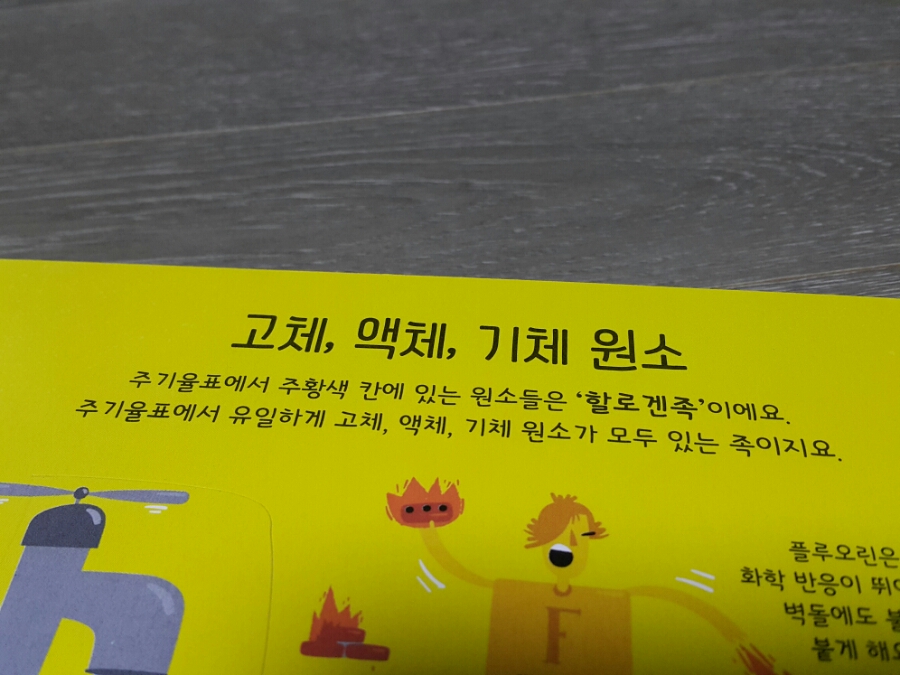 고체, 액체, 기체 원소
주기율표에서 주황색 칸에 있는 원소들은 ‘할로겐족’이에요.
주기율표에서 유일하게 고체, 액체, 기체 원소가 모두 있는 족이지요.
플루오린은
화학 반응이
벽돌에도
붙게
F